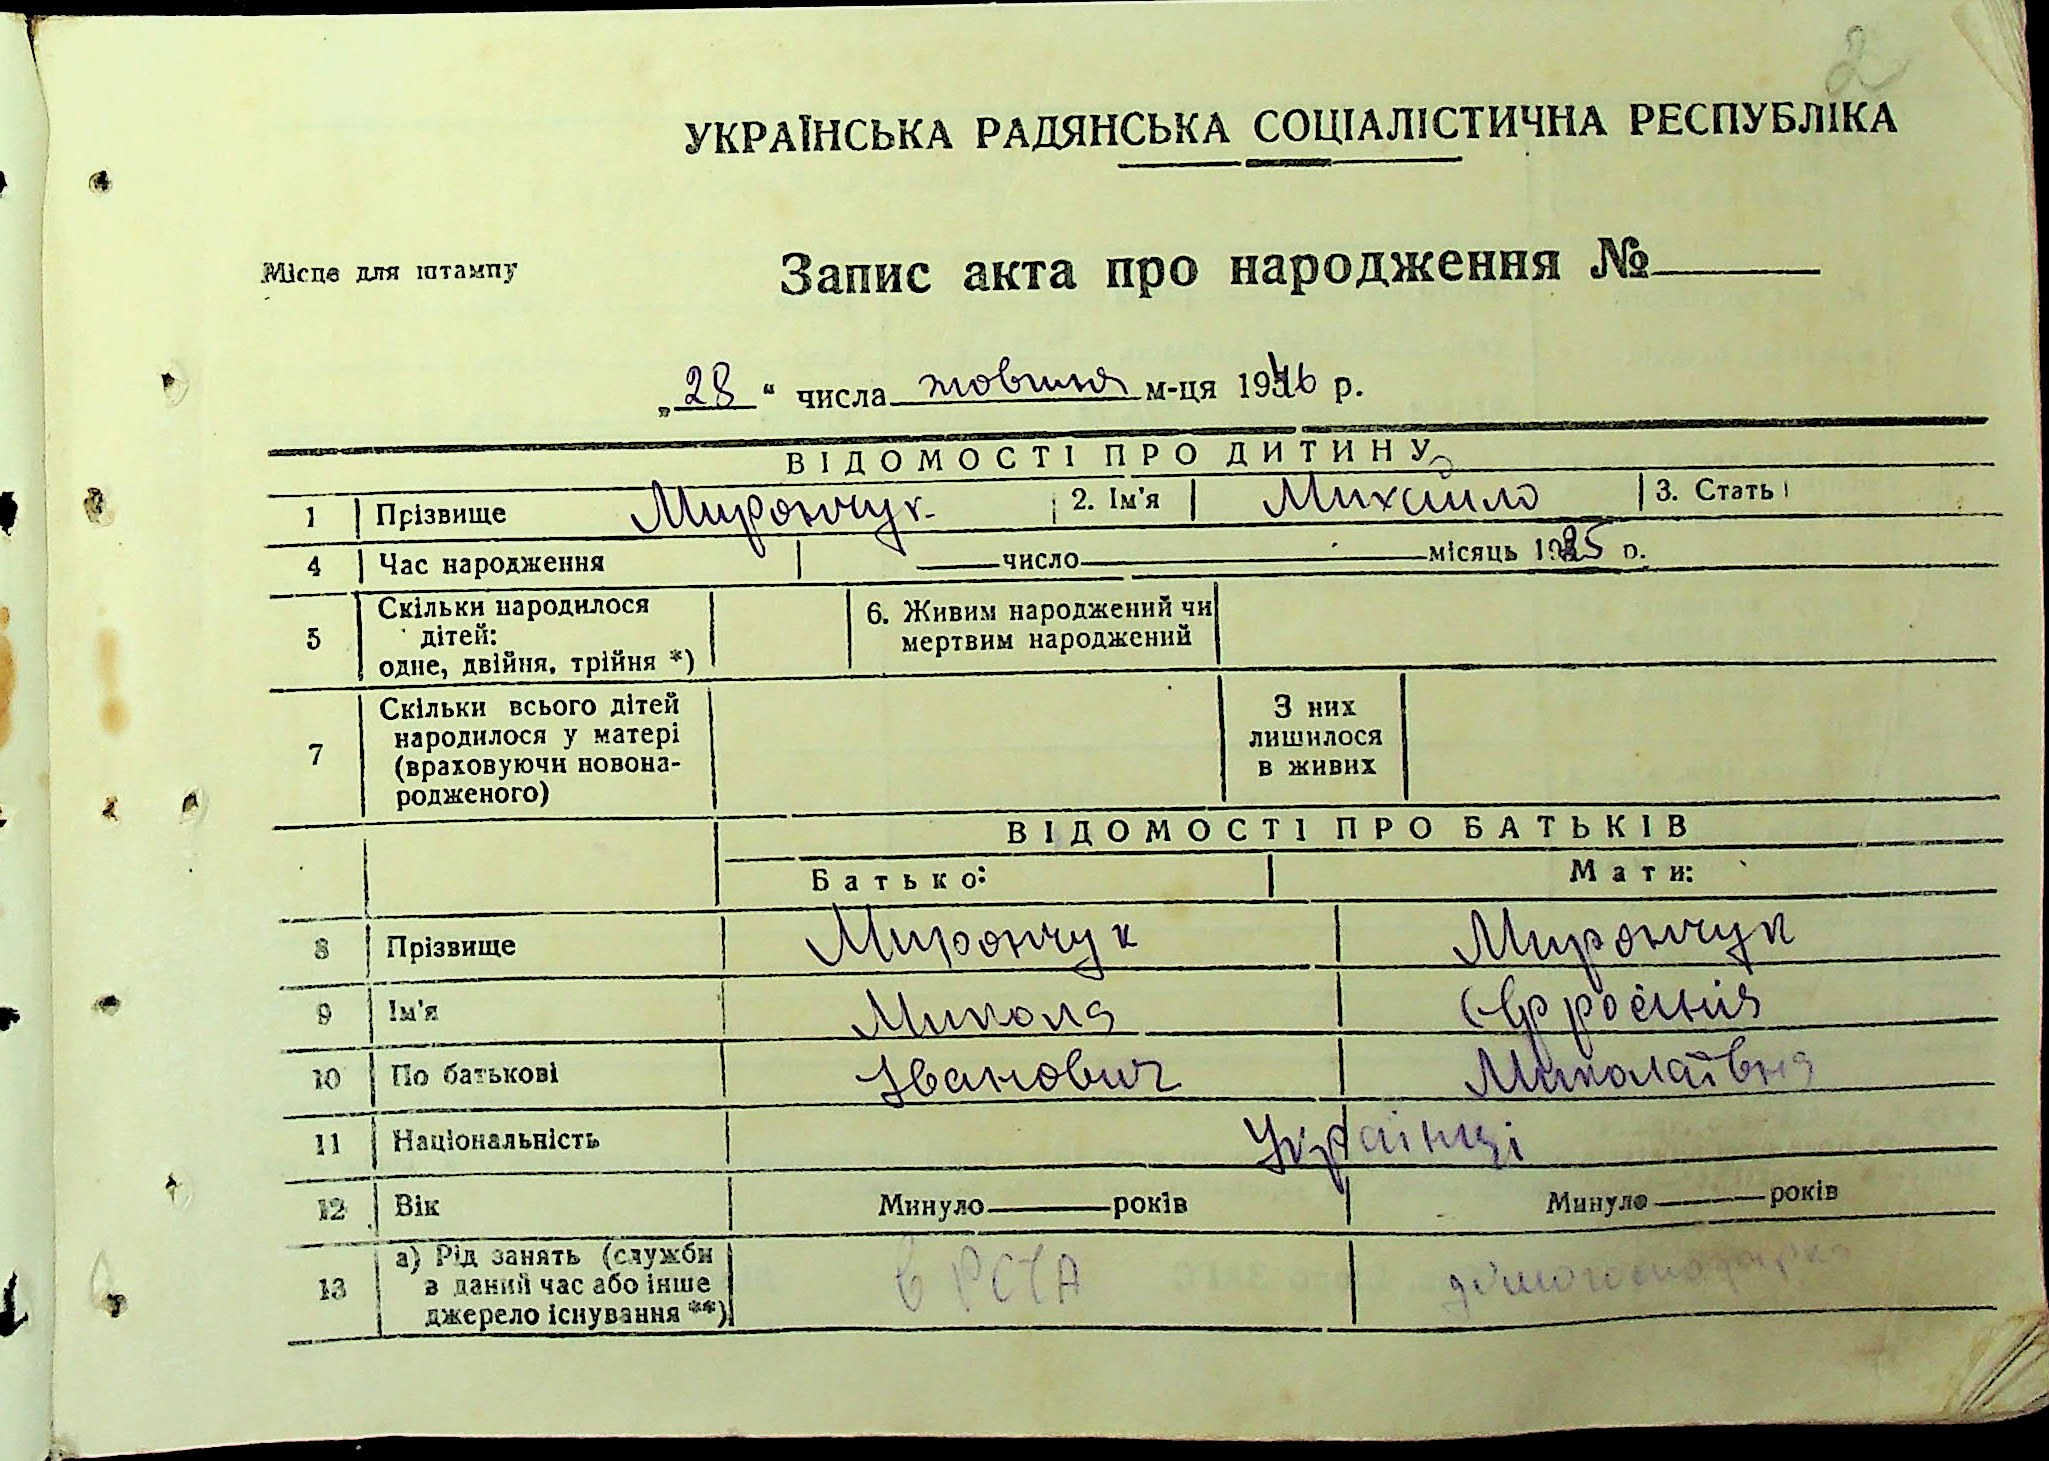 2
УКРАЇНСЬКА РАДЯНСЬКА СОЦІАЛІСТИЧНА РЕСПУБЛІКА
Місце для штампу
Запис акта про народження №
„28“ числа жовтня м-ця 1946 р.
ВІДОМОСТІ ПРО ДИТИНУ
1 Прізвище Мирончук 2. Ім'я Михайло 3. Стать
4 Час народження число місяць 1935 р.
5 Скільки народилося дітей: одне, двійня, трійня *) 6. Живим народжений чи мертвим народжений
7 Скільки всього дітей народилося у матері (враховуючи новонародженого) З них лишилося в живих
ВІДОМОСТІ ПРО БАТЬКІВ
Батько: Мати:
8 Прізвище Мирончук Мирончук
9 Ім'я Микола Єфросинія
10 По батькові Іванович Миколаївна
11 Національність Українці
12 Вік Минуло років Минуло років
13 а) Рід занять (служби в даний час або інше джерело існування **) в РСЧА домогосподарка